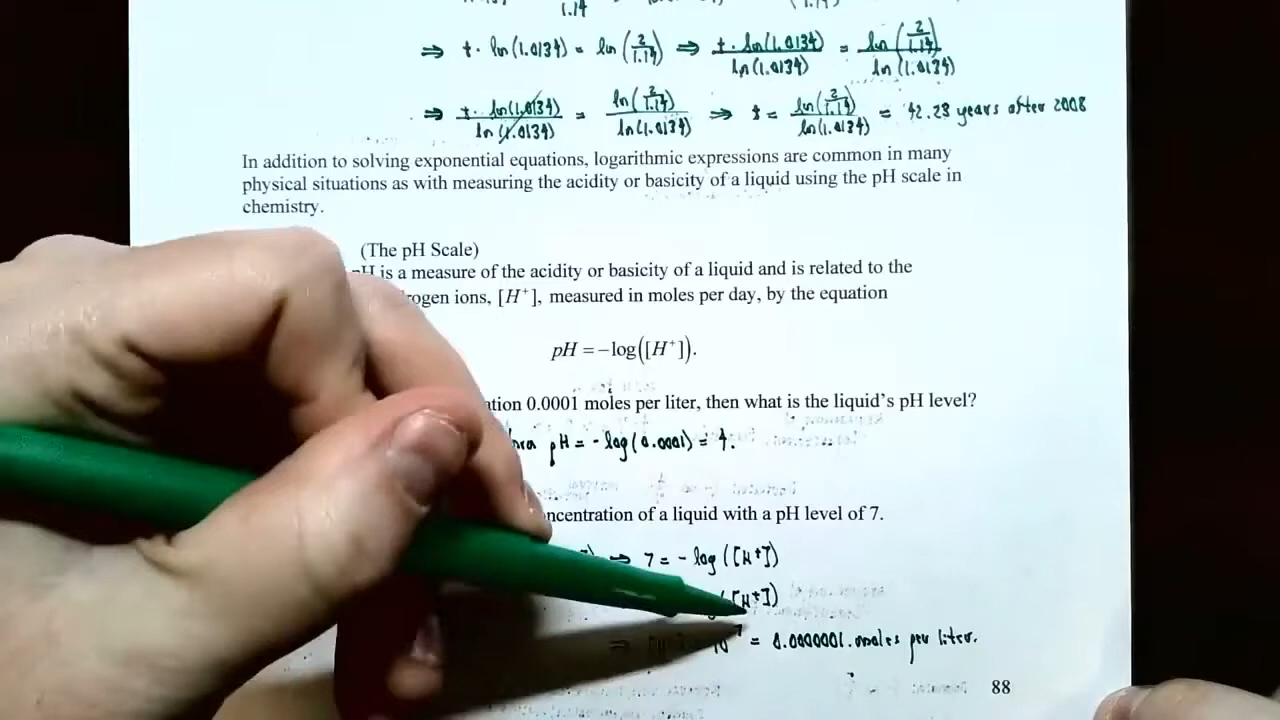 1.14
⇒ t · ln(1.0134) = ln(2/1.14) ⇒ t · ln(1.0134)/ln(1.0134) = ln(2/1.14)/ln(1.0134)
⇒ t · ln(1.0134)/ln(1.0134) = ln(2/1.14)/ln(1.0134) ⇒ t = ln(2/1.14)/ln(1.0134) = 42.23 years after 2008
In addition to solving exponential equations, logarithmic expressions are common in many
physical situations as with measuring the acidity or basicity of a liquid using the pH scale in
chemistry.
(The pH Scale)
pH is a measure of the acidity or basicity of a liquid and is related to the
ions, [H⁺], measured in moles per day, by the equation
pH = −log([H⁺]).
0.0001 moles per liter, then what is the liquid's pH level?
pH = - log(0.0001) = 4.
of a liquid with a pH level of 7.
⇒ 7 = - log([H⁺])
([H⁺])
⇒ = 0.0000001 moles per liter.
88